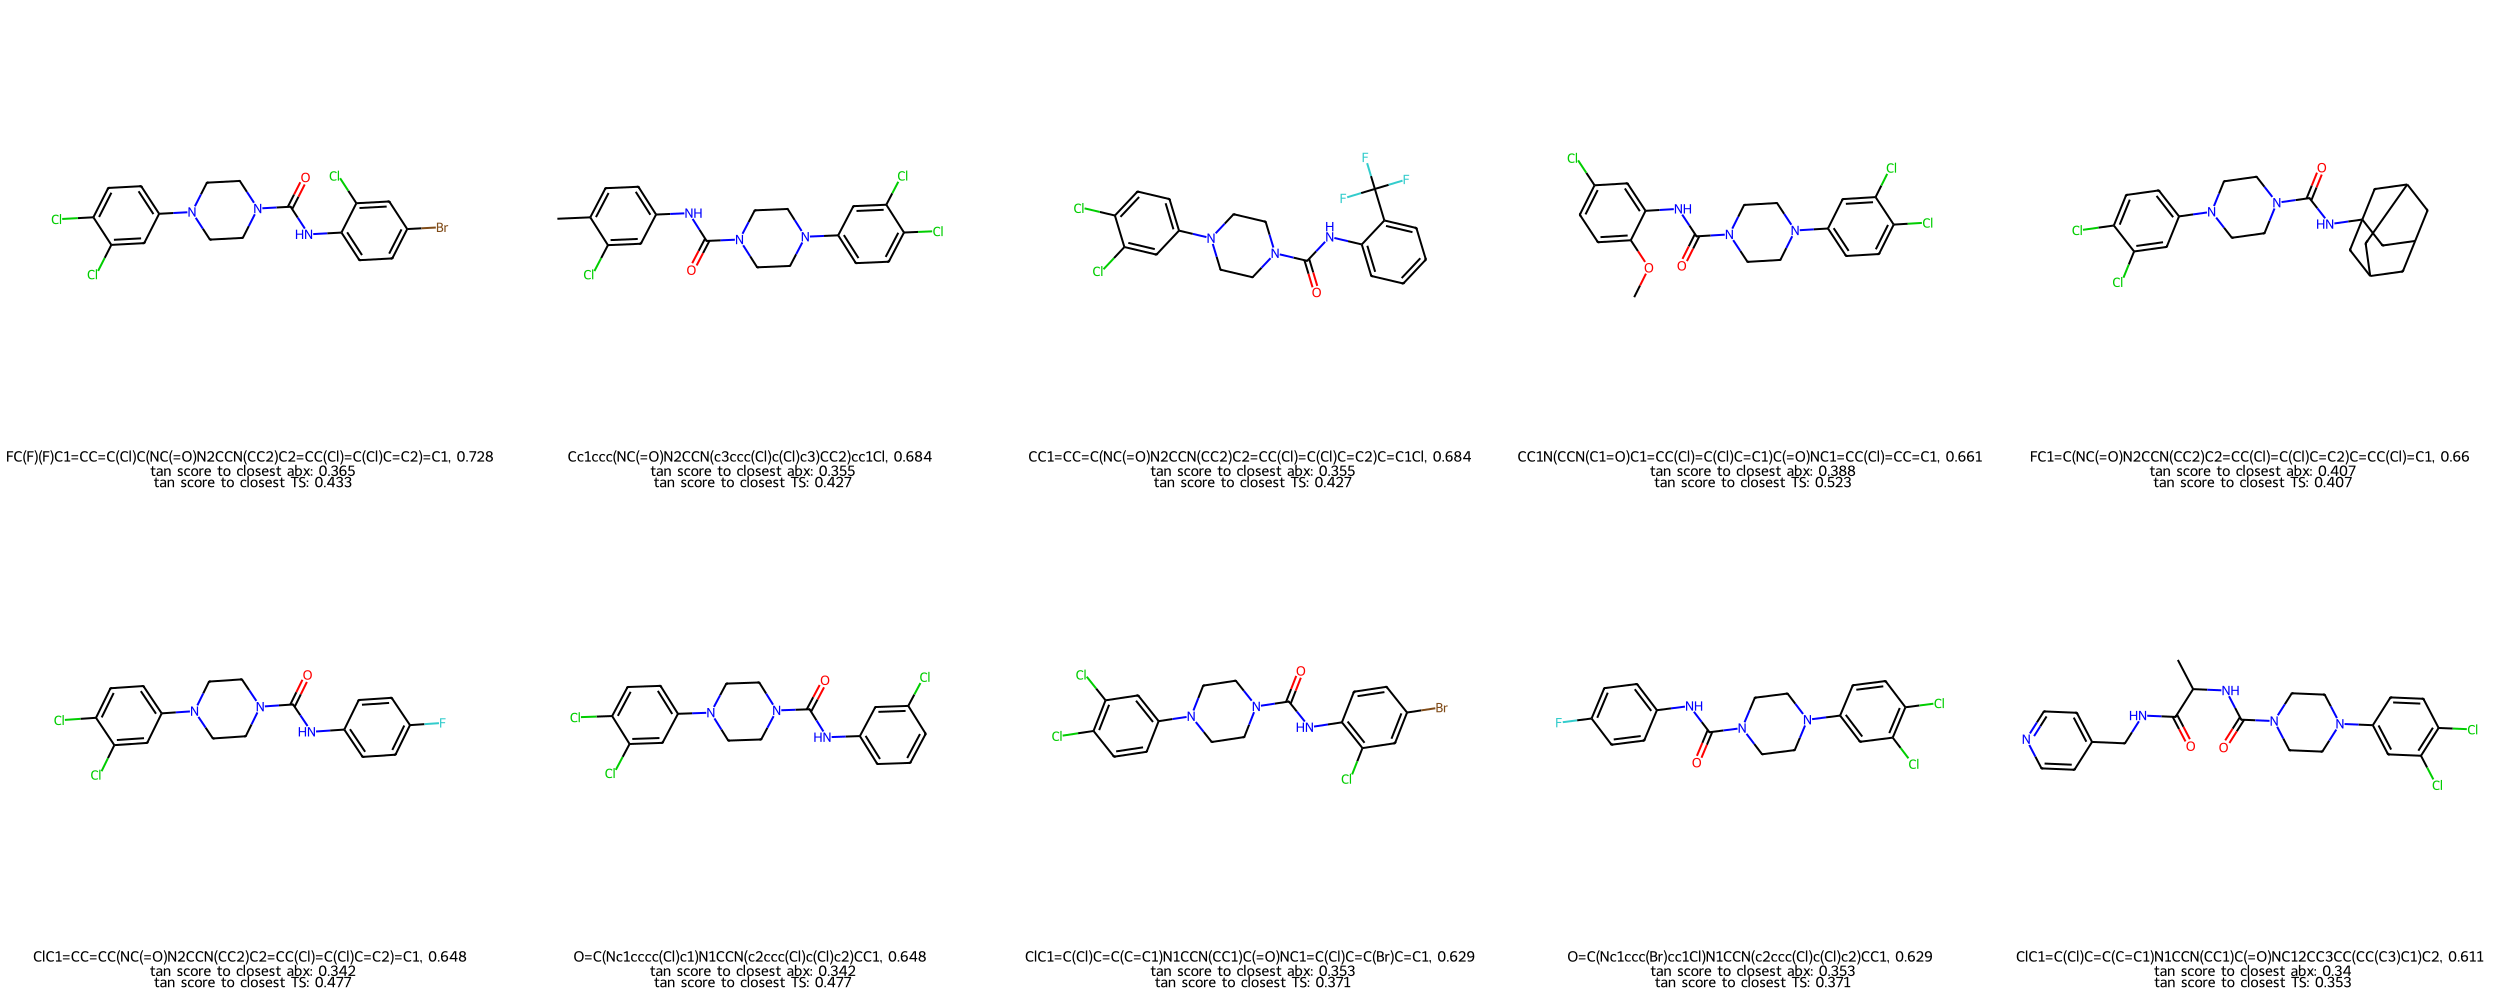 Cl
Cl
N
N
O
HN
Cl
Br
Cl
NH
O
N
N
Cl
Cl
Cl
Cl
N
N
O
H
N
F
F
F
Cl
O
NH
O
N
N
Cl
Cl
Cl
Cl
N
N
O
HN
FC(F)(F)C1=CC=C(Cl)C(NC(=O)N2CCN(CC2)C2=CC(Cl)=C(Cl)C=C2)=C1, 0.728
tan score to closest abx: 0.365
tan score to closest TS: 0.433
Cc1ccc(NC(=O)N2CCN(c3ccc(Cl)c(Cl)c3)CC2)cc1Cl, 0.684
tan score to closest abx: 0.355
tan score to closest TS: 0.427
CC1=CC=C(NC(=O)N2CCN(CC2)C2=CC(Cl)=C(Cl)C=C2)C=C1Cl, 0.684
tan score to closest abx: 0.355
tan score to closest TS: 0.427
CC1N(CCN(C1=O)C1=CC(Cl)=C(Cl)C=C1)C(=O)NC1=CC(Cl)=CC=C1, 0.661
tan score to closest abx: 0.388
tan score to closest TS: 0.523
FC1=C(NC(=O)N2CCN(CC2)C2=CC(Cl)=C(Cl)C=C2)C=CC(Cl)=C1, 0.66
tan score to closest abx: 0.407
tan score to closest TS: 0.407
Cl
Cl
N
N
O
HN
F
Cl
Cl
N
N
O
HN
Cl
Cl
Cl
N
N
O
HN
Cl
Br
F
NH
O
N
N
Cl
Cl
N
HN
O
NH
O
N
N
Cl
Cl
ClC1=CC=CC(NC(=O)N2CCN(CC2)C2=CC(Cl)=C(Cl)C=C2)=C1, 0.648
tan score to closest abx: 0.342
tan score to closest TS: 0.477
O=C(Nc1cccc(Cl)c1)N1CCN(c2ccc(Cl)c(Cl)c2)CC1, 0.648
tan score to closest abx: 0.342
tan score to closest TS: 0.477
ClC1=C(Cl)C=C(C=C1)N1CCN(CC1)C(=O)NC1=C(Cl)C=C(Br)C=C1, 0.629
tan score to closest abx: 0.353
tan score to closest TS: 0.371
O=C(Nc1ccc(Br)cc1Cl)N1CCN(c2ccc(Cl)c(Cl)c2)CC1, 0.629
tan score to closest abx: 0.353
tan score to closest TS: 0.371
ClC1=C(Cl)C=C(C=C1)N1CCN(CC1)C(=O)NC12CC3CC(CC(C3)C1)C2, 0.611
tan score to closest abx: 0.34
tan score to closest TS: 0.353